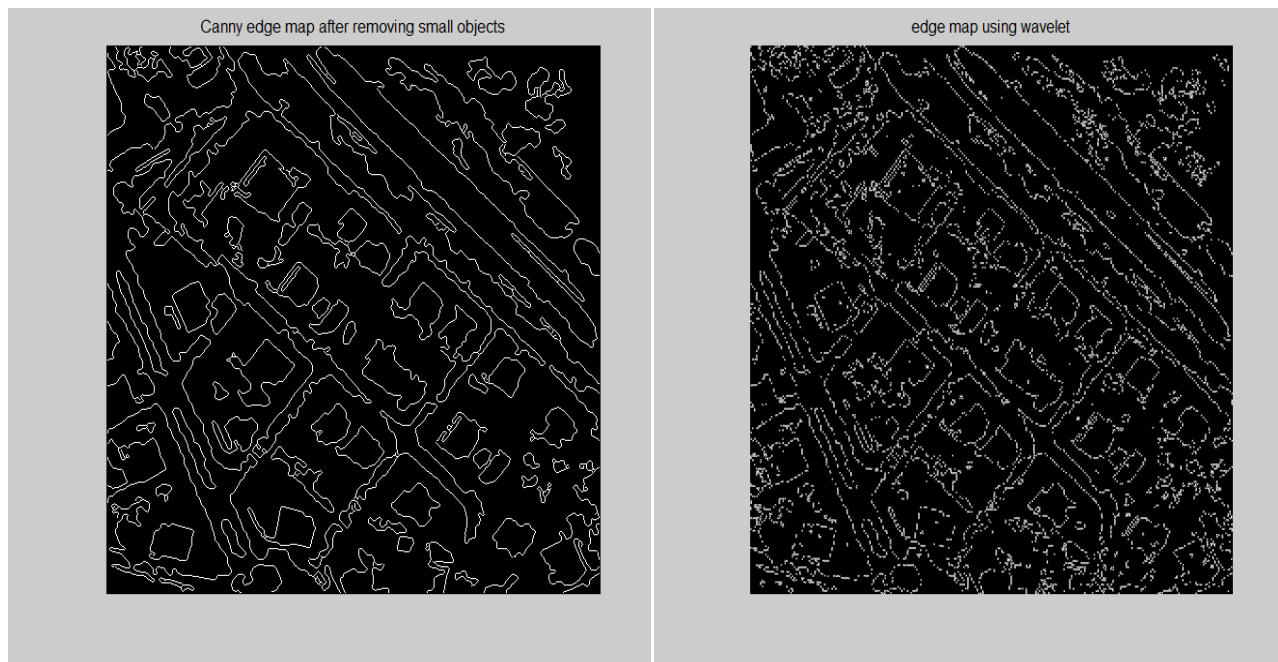 Canny edge map after removing small objects
edge map using wavelet